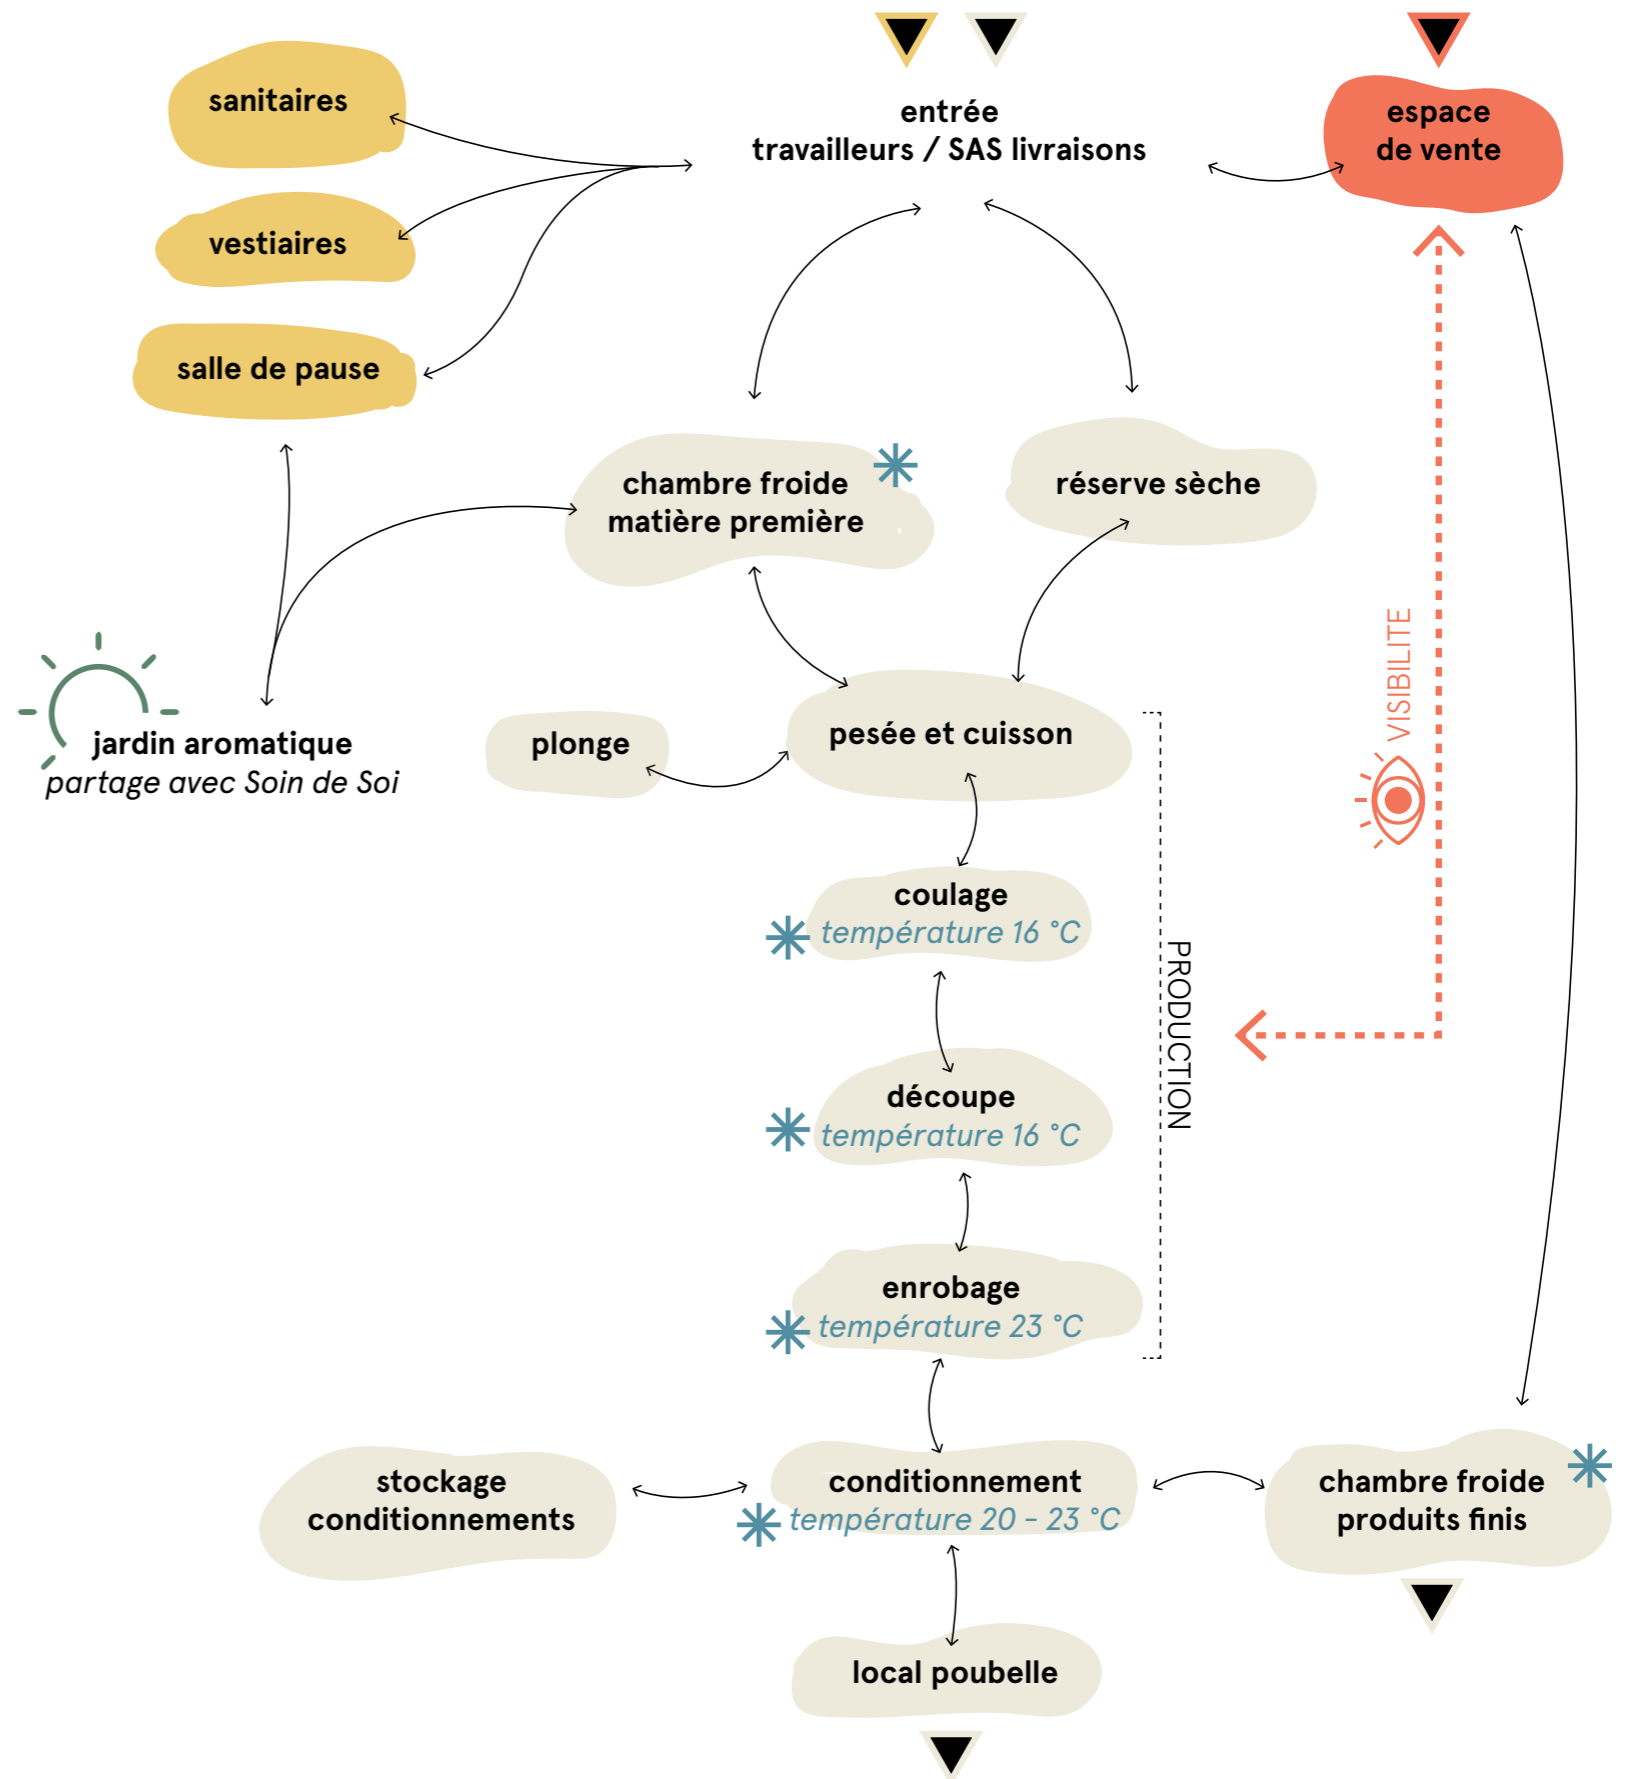 sanitaires
entrée
travailleurs / SAS livraisons
espace
de vente
vestiaires
salle de pause
chambre froide
matière première
réserve sèche
VISIBILITE
jardin aromatique
partage avec Soin de Soi
plonge
pesée et cuisson
coulage
température 16 °C
PRODUCTION
découpe
température 16 °C
enrobage
température 23 °C
stockage
conditionnements
conditionnement
température 20 - 23 °C
chambre froide
produits finis
local poubelle